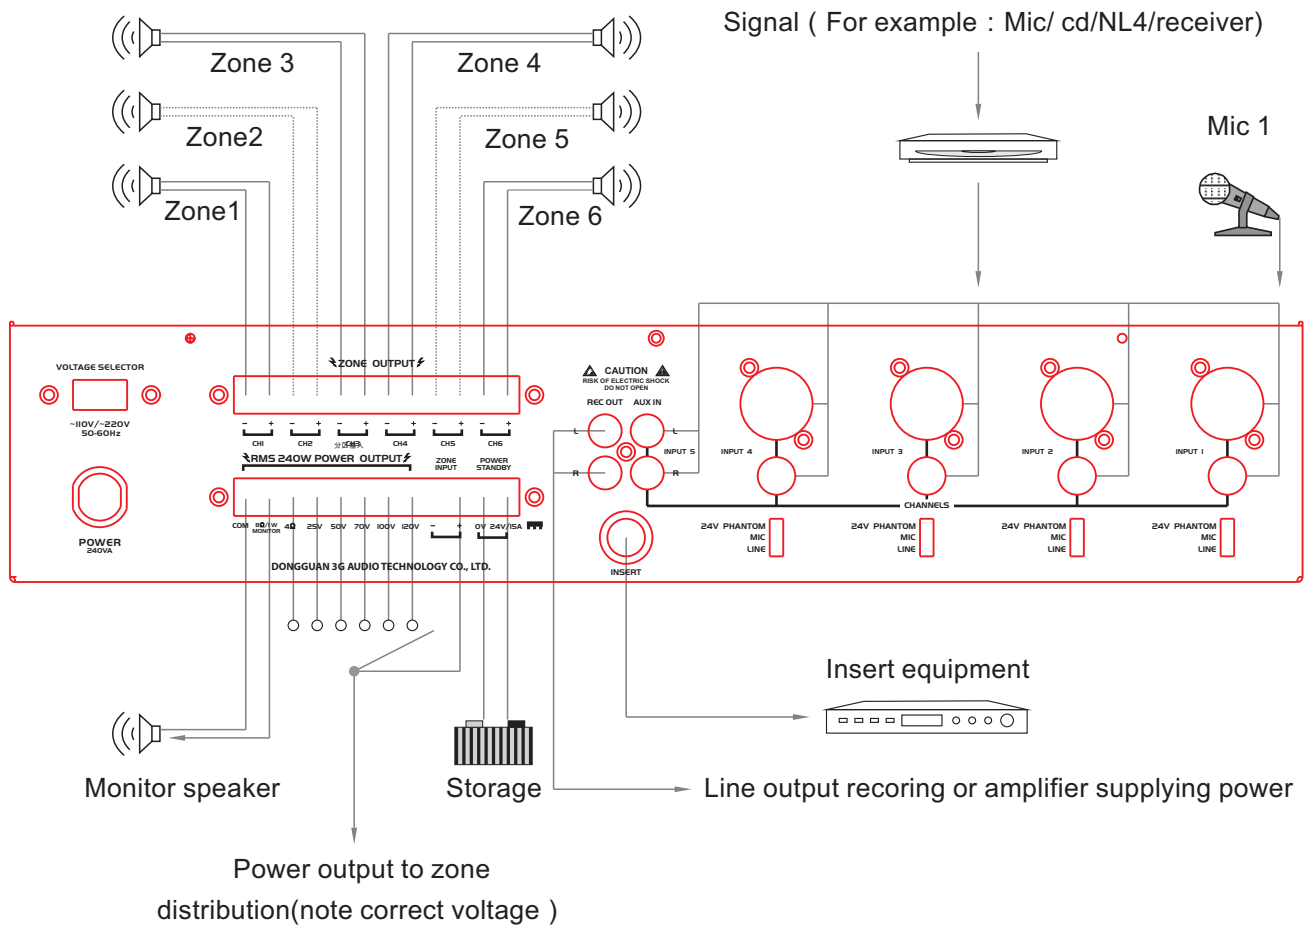 Signal ( For example : Mic/ cd/NL4/receiver)
Zone 3
Zone 4
Zone2
Zone 5
Mic 1
Zone1
Zone 6
VOLTAGE SELECTOR
~110V/~220V
50-60Hz
POWER
240VA
ZONE OUTPUT
- + - + - + - + - + - +
CH1 CH2 CH3 CH4 CH5 CH6
RMS 240W POWER OUTPUT
ZONE
INPUT
POWER
STANDBY
COM 8Ω/1W
MONITOR 4Ω 25V 50V 70V 100V 120V - + 0V 24V/15A
DONGGUAN 3G AUDIO TECHNOLOGY CO., LTD.
CAUTION
RISK OF ELECTRIC SHOCK
DO NOT OPEN
REC OUT AUX IN
L L
R R
INPUT 5
INPUT 4
INPUT 3
INPUT 2
INPUT 1
CHANNELS
INSERT
24V PHANTOM
MIC
LINE
24V PHANTOM
MIC
LINE
24V PHANTOM
MIC
LINE
24V PHANTOM
MIC
LINE
Insert equipment
Monitor speaker
Storage
Line output recoring or amplifier supplying power
Power output to zone
distribution(note correct voltage )